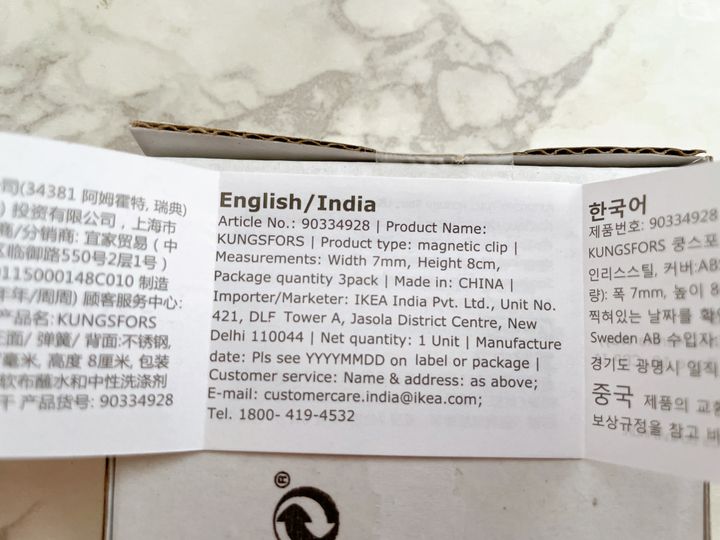 司(34381 阿姆霍特, 瑞典)
) 投资有限公司，上海市
商/分销商: 宜家贸易（中
区临御路550号2层1号）
0115000148C010 制造
年年/周周) 顾客服务中心:
产品名: KUNGSFORS
正面/ 弹簧/ 背面:不锈钢,
毫米, 高度 8厘米, 包装
软布蘸水和中性洗涤剂
干 产品货号: 90334928
English/India
Article No.: 90334928 | Product Name:
KUNGSFORS | Product type: magnetic clip |
Measurements: Width 7mm, Height 8cm,
Package quantity 3pack | Made in: CHINA |
Importer/Marketer: IKEA India Pvt. Ltd., Unit No.
421, DLF Tower A, Jasola District Centre, New
Delhi 110044 | Net quantity: 1 Unit | Manufacture
date: Pls see YYYYMMDD on label or package |
Customer service: Name & address: as above;
E-mail: customercare.india@ikea.com;
Tel. 1800- 419-4532
한국어
제품번호: 90334928
KUNGSFORS 쿵스포
인리스스틸, 커버:AB
량): 폭 7mm, 높이 8
찍혀있는 날짜를 확인
Sweden AB 수입자:
경기도 광명시 일직
중국 제품의 교환
보상규정을 참고 바
®